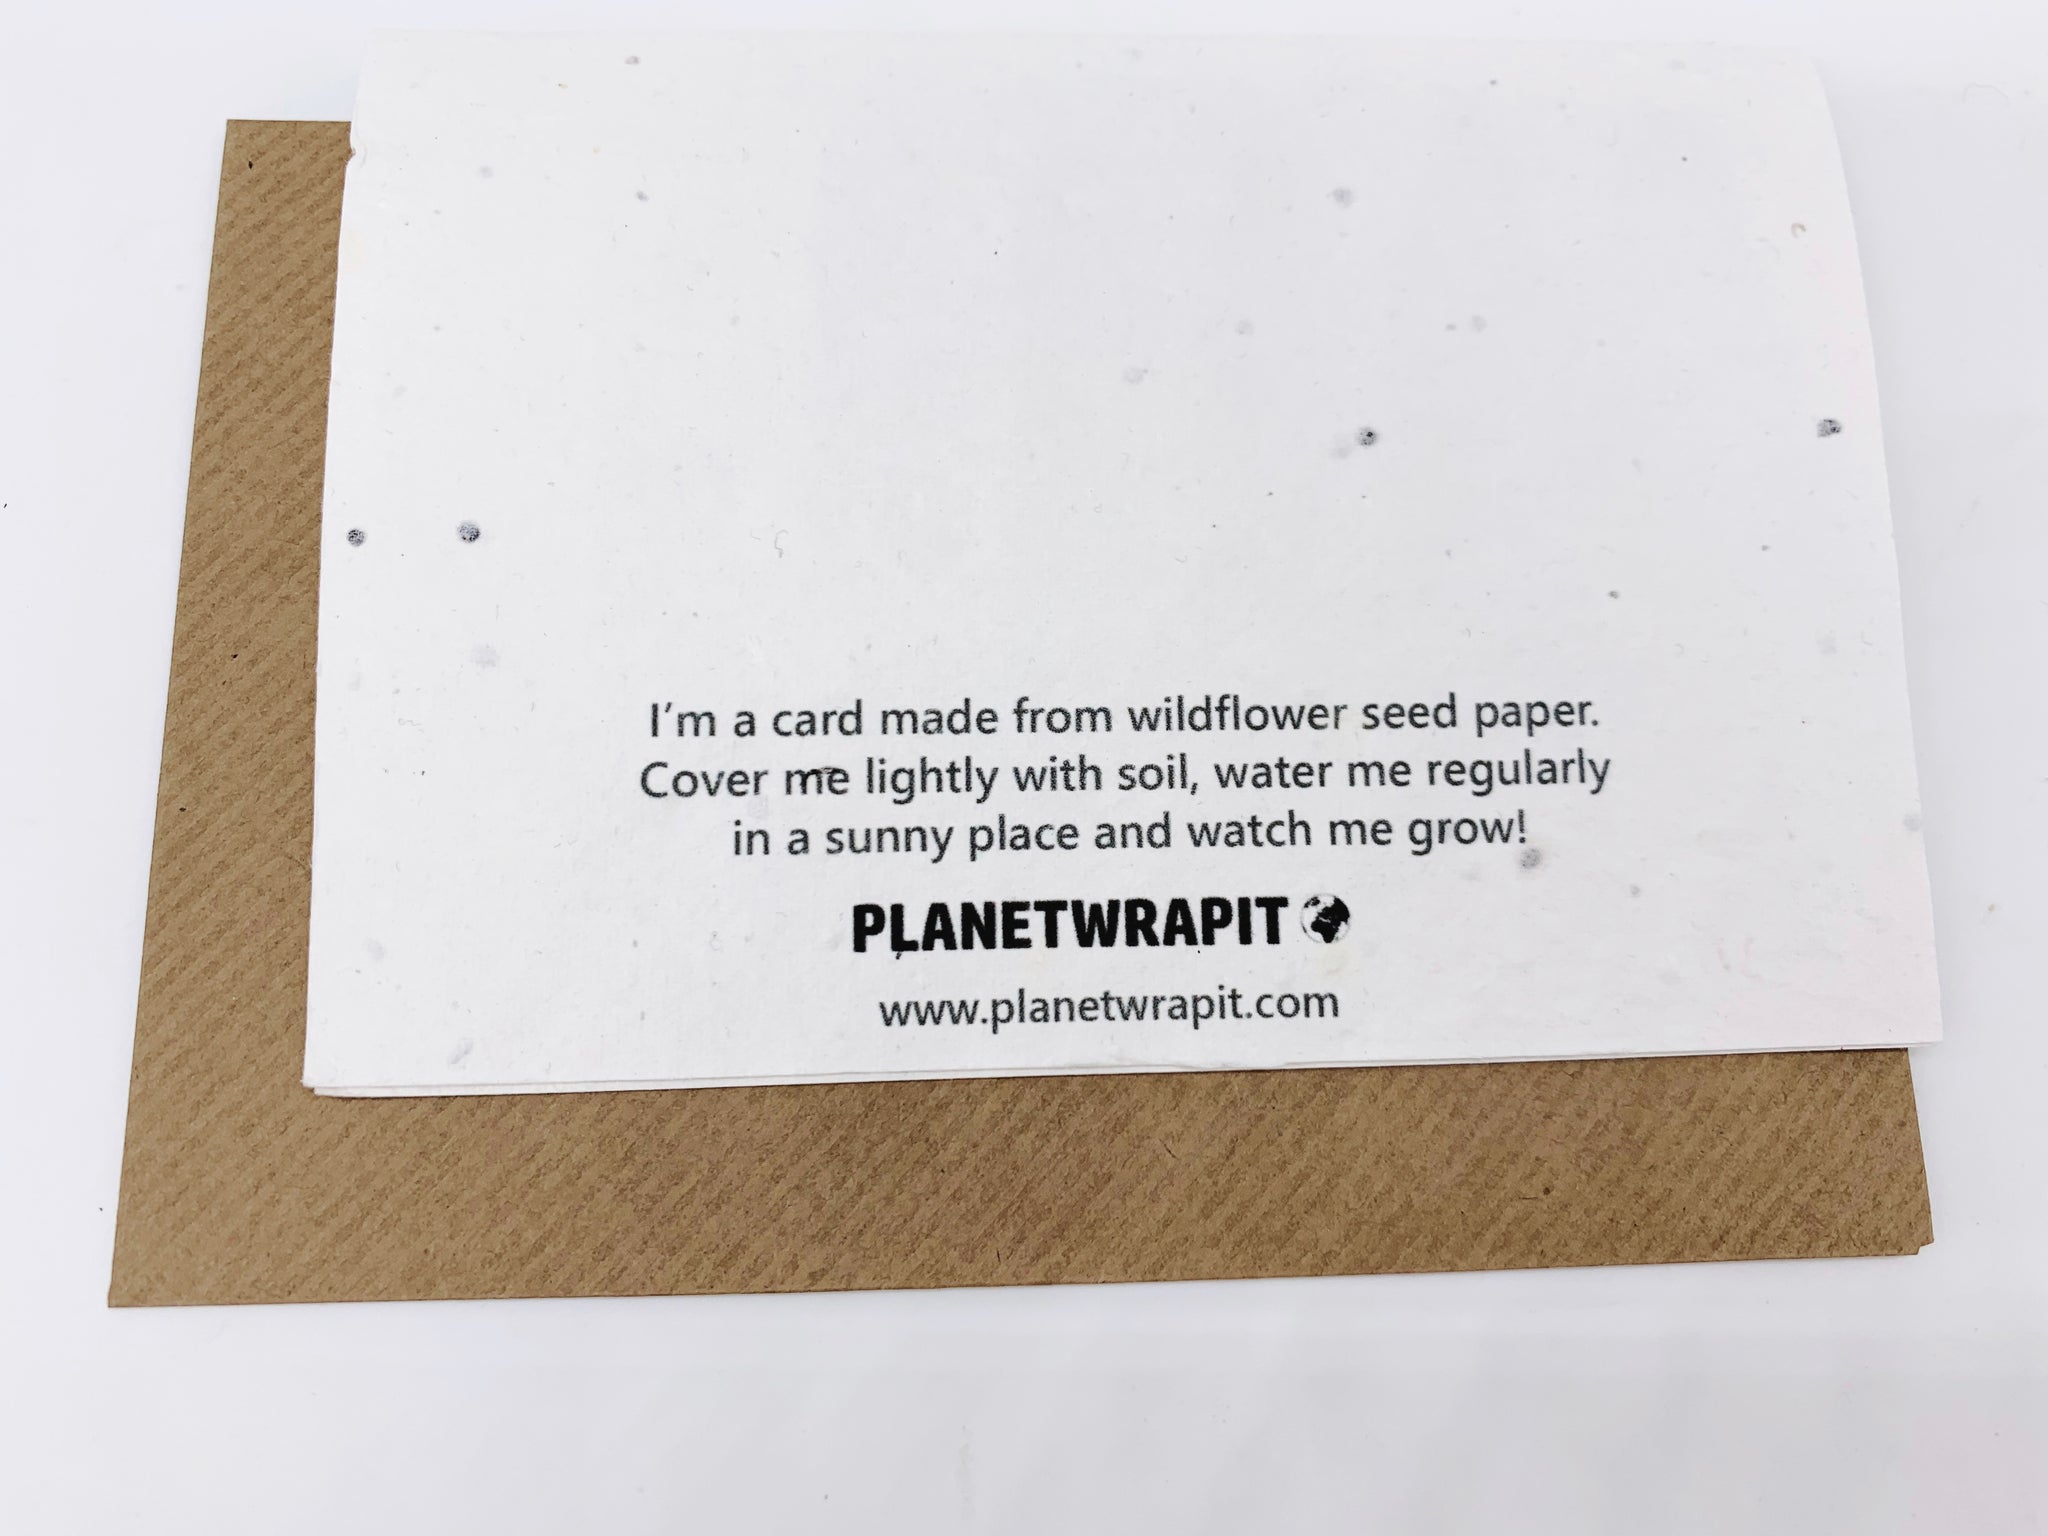 I'm a card made from wildflower seed paper.
Cover me lightly with soil, water me regularly
in a sunny place and watch me grow!
PLANETWRAPIT
www.planetwrapit.com